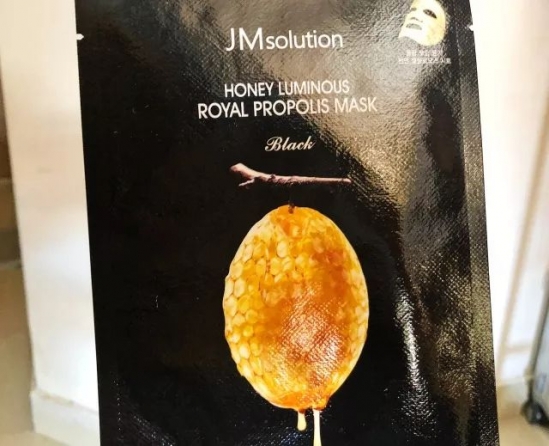 JMsolution
HONEY LUMINOUS
ROYAL PROPOLIS MASK
Black